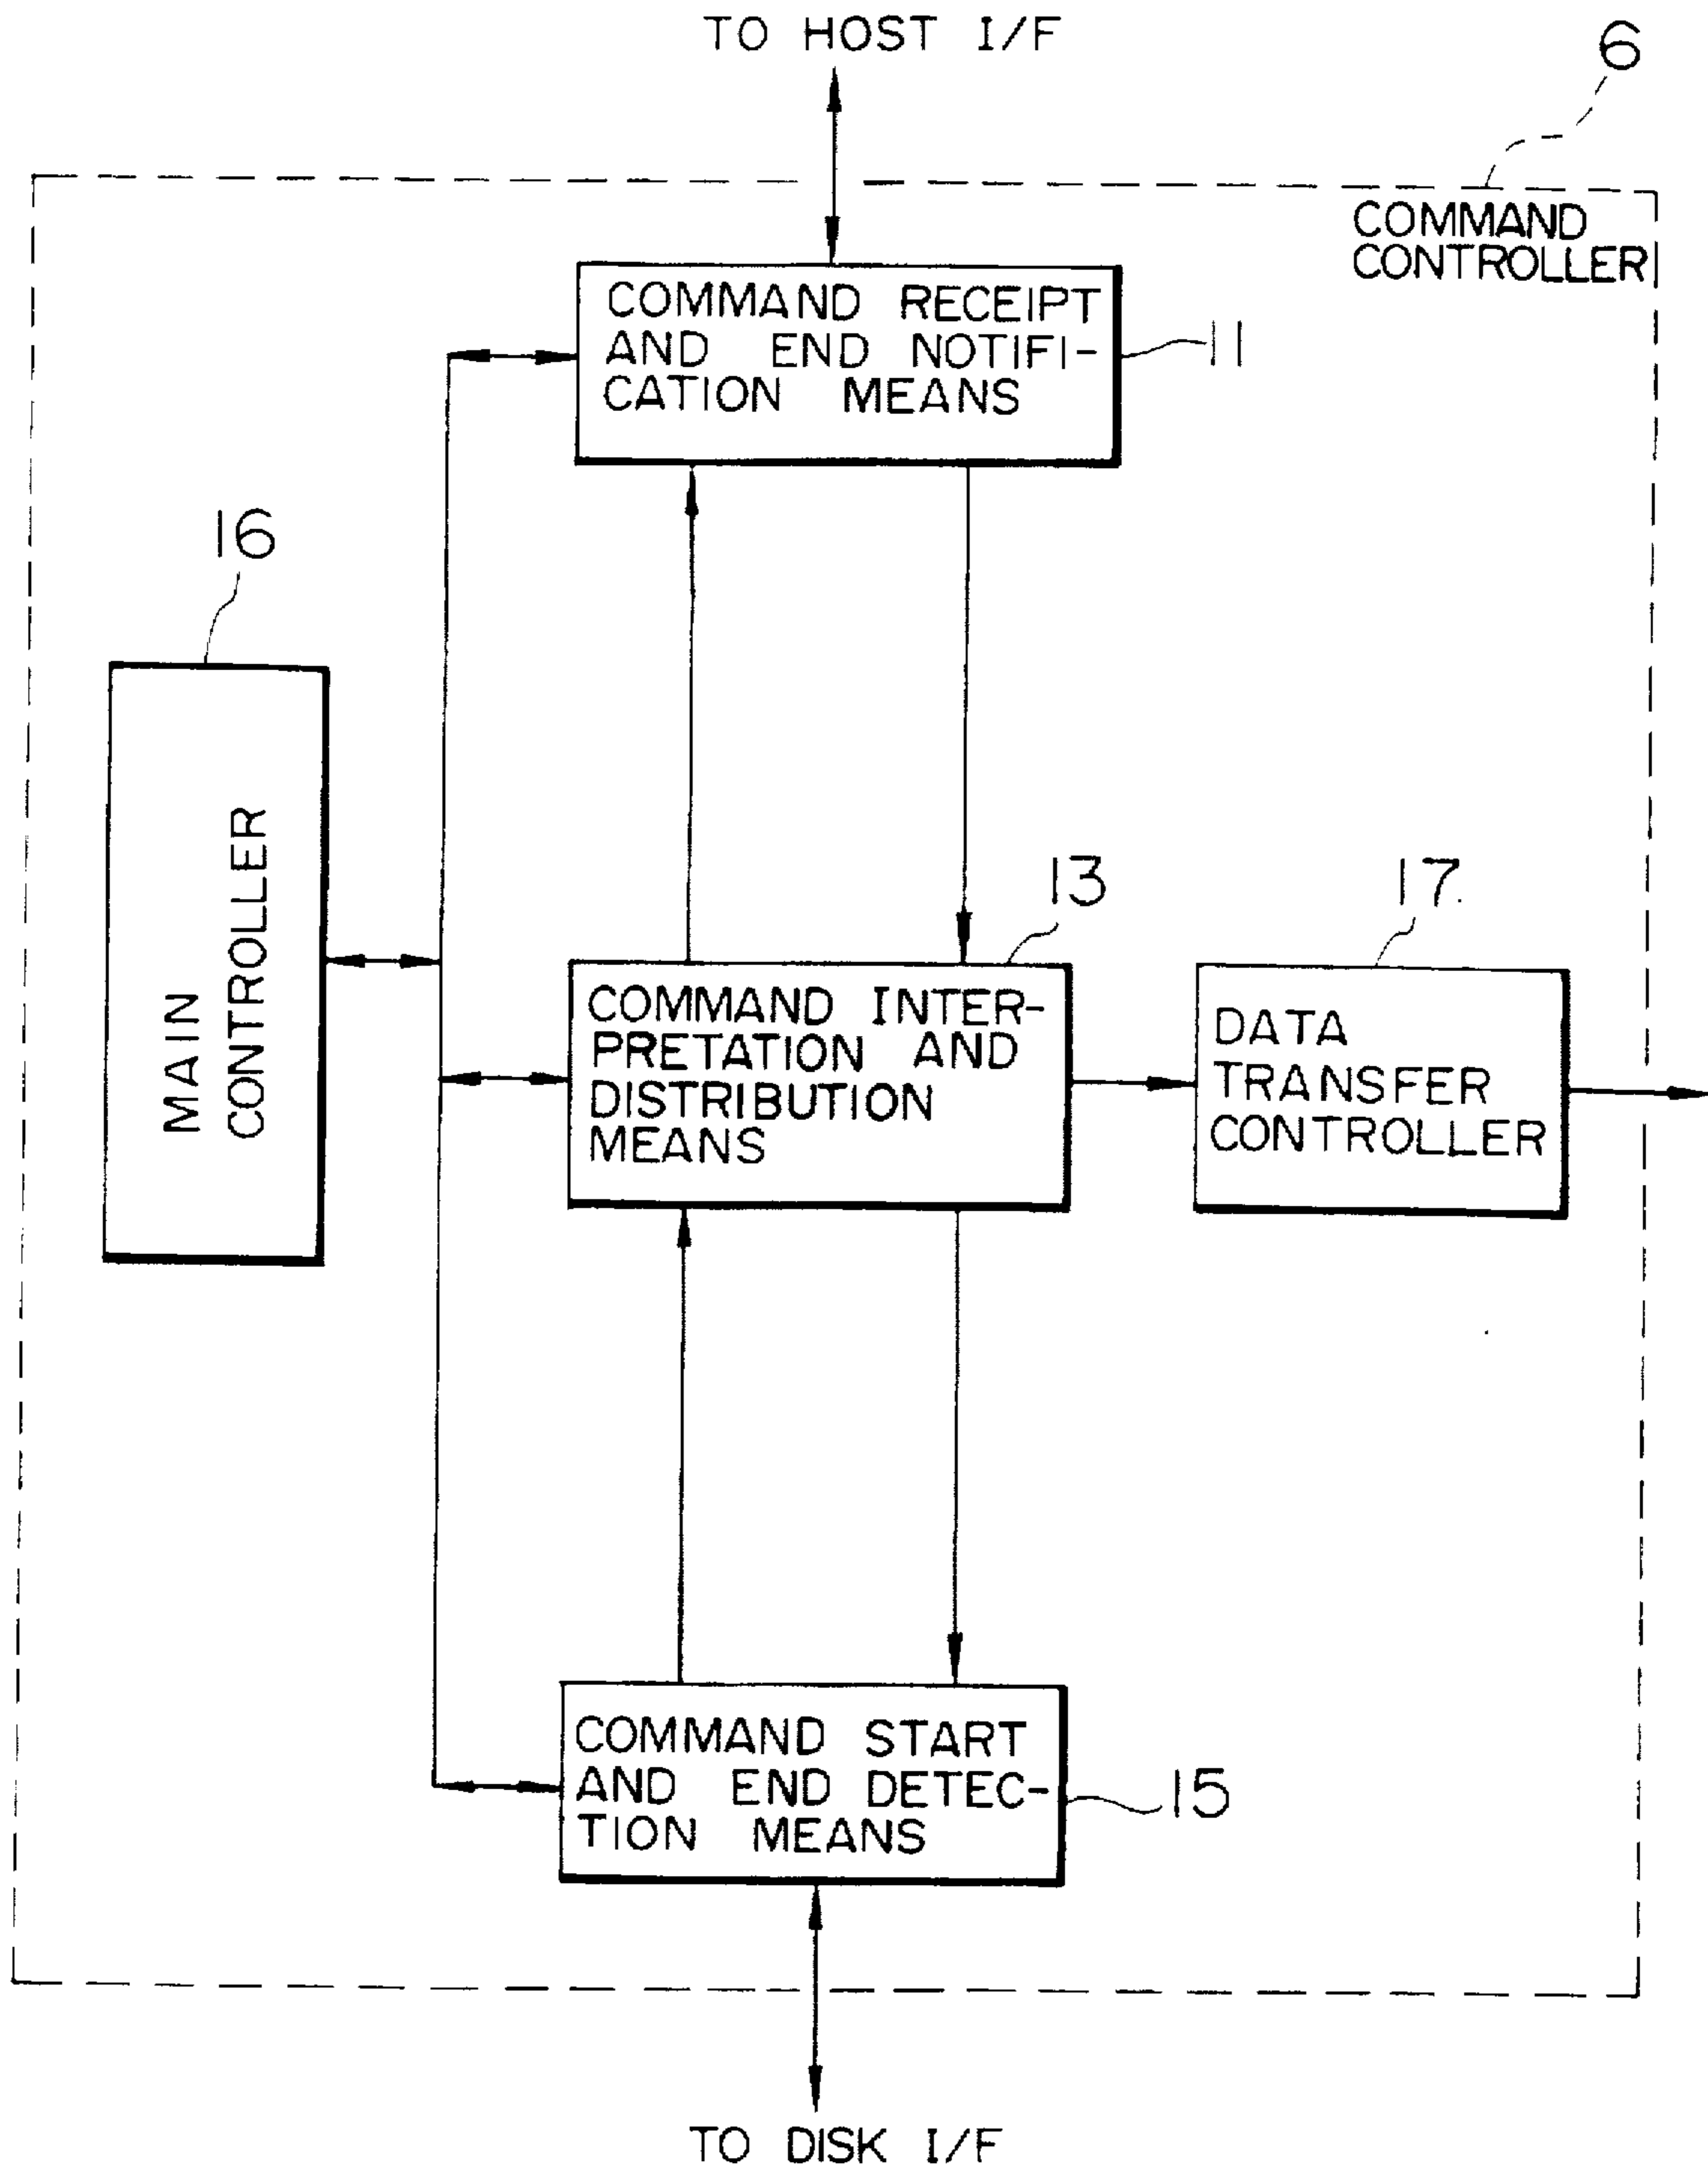 TO HOST I/F
6
COMMAND
CONTROLLER
COMMAND RECEIPT
AND END NOTIFI-
CATION MEANS
11
16
MAIN
CONTROLLER
13
COMMAND INTER-
PRETATION AND
DISTRIBUTION
MEANS
17
DATA
TRANSFER
CONTROLLER
COMMAND START
AND END DETEC-
TION MEANS
15
TO DISK I/F